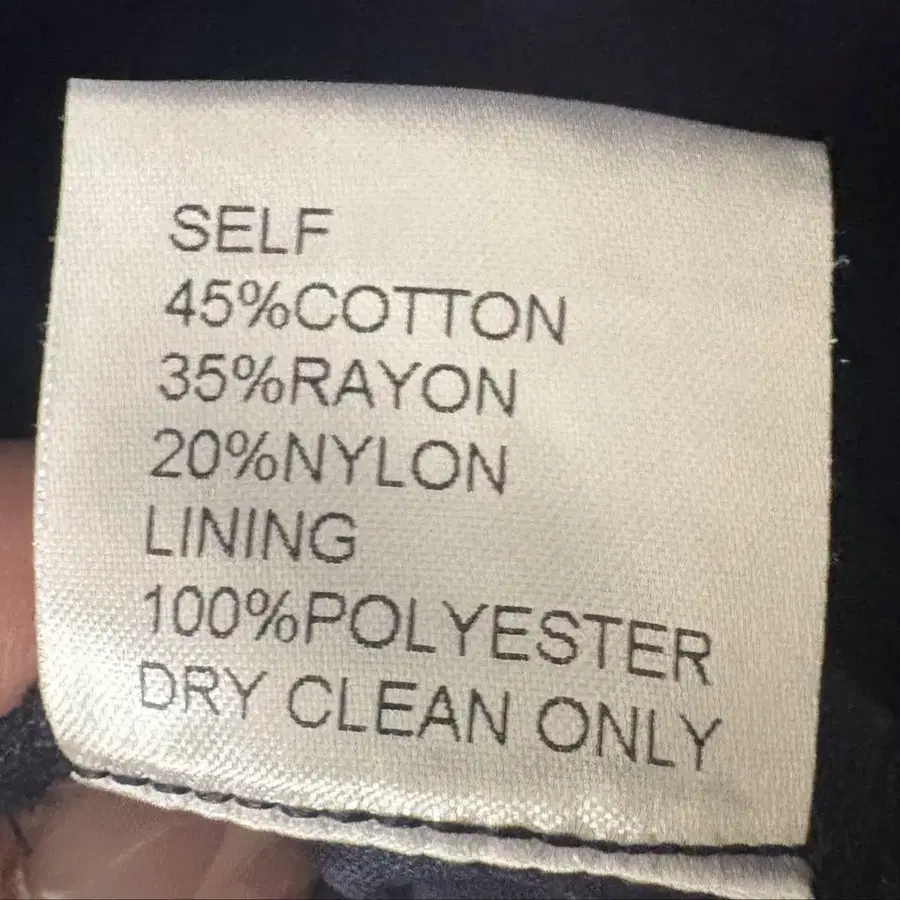 SELF
45%COTTON
35%RAYON
20%NYLON
LINING
100%POLYESTER
DRY CLEAN ONLY